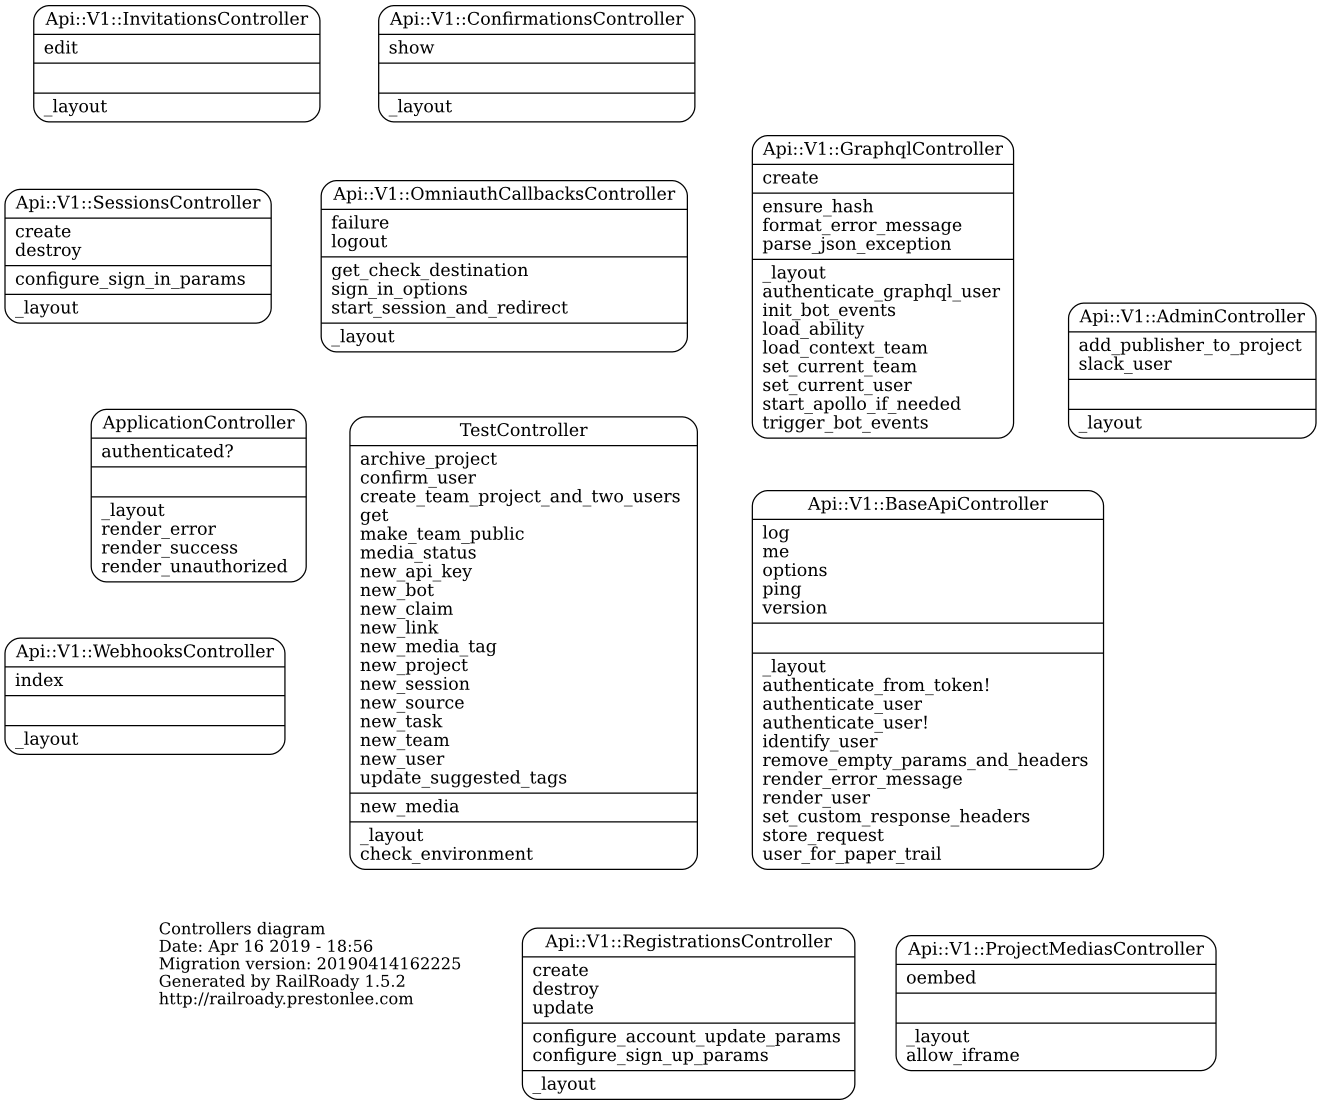 Api::V1::InvitationsController
edit
_layout
Api::V1::ConfirmationsController
show
_layout
Api::V1::GraphqlController
create
ensure_hash
format_error_message
parse_json_exception
_layout
authenticate_graphql_user
init_bot_events
load_ability
load_context_team
set_current_team
set_current_user
start_apollo_if_needed
trigger_bot_events
Api::V1::SessionsController
create
destroy
configure_sign_in_params
_layout
Api::V1::OmniauthCallbacksController
failure
logout
get_check_destination
sign_in_options
start_session_and_redirect
_layout
Api::V1::AdminController
add_publisher_to_project
slack_user
_layout
ApplicationController
authenticated?
_layout
render_error
render_success
render_unauthorized
TestController
archive_project
confirm_user
create_team_project_and_two_users
get
make_team_public
media_status
new_api_key
new_bot
new_claim
new_link
new_media_tag
new_project
new_session
new_source
new_task
new_team
new_user
update_suggested_tags
new_media
_layout
check_environment
Api::V1::BaseApiController
log
me
options
ping
version
_layout
authenticate_from_token!
authenticate_user
authenticate_user!
identify_user
remove_empty_params_and_headers
render_error_message
render_user
set_custom_response_headers
store_request
user_for_paper_trail
Api::V1::WebhooksController
index
_layout
Controllers diagram
Date: Apr 16 2019 - 18:56
Migration version: 20190414162225
Generated by RailRoady 1.5.2
http://railroady.prestonlee.com
Api::V1::RegistrationsController
create
destroy
update
configure_account_update_params
configure_sign_up_params
_layout
Api::V1::ProjectMediasController
oembed
_layout
allow_iframe